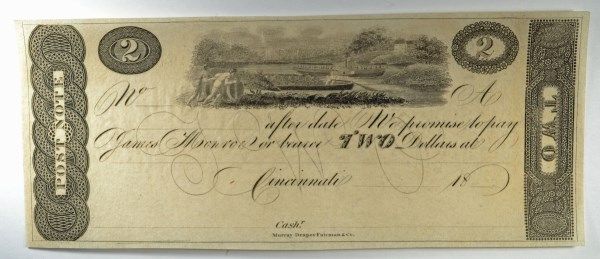 POST NOTE
2
2
TWO
No A
after date We promise to pay
James Monroe or bearer TWO Dollars at
Cincinnati 18
Cashr
Murray Draper Fairman & Co.